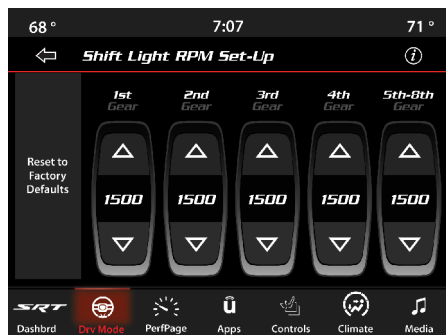 68 ° 7:07 71 °
Shift Light RPM Set-Up i
1st 2nd 3rd 4th 5th-8th
Gear Gear Gear Gear Gear
Reset to
Factory
Defaults
1500 1500 1500 1500 1500
SRT û
Dashbrd Drv Mode PerfPage Apps Controls Climate Media